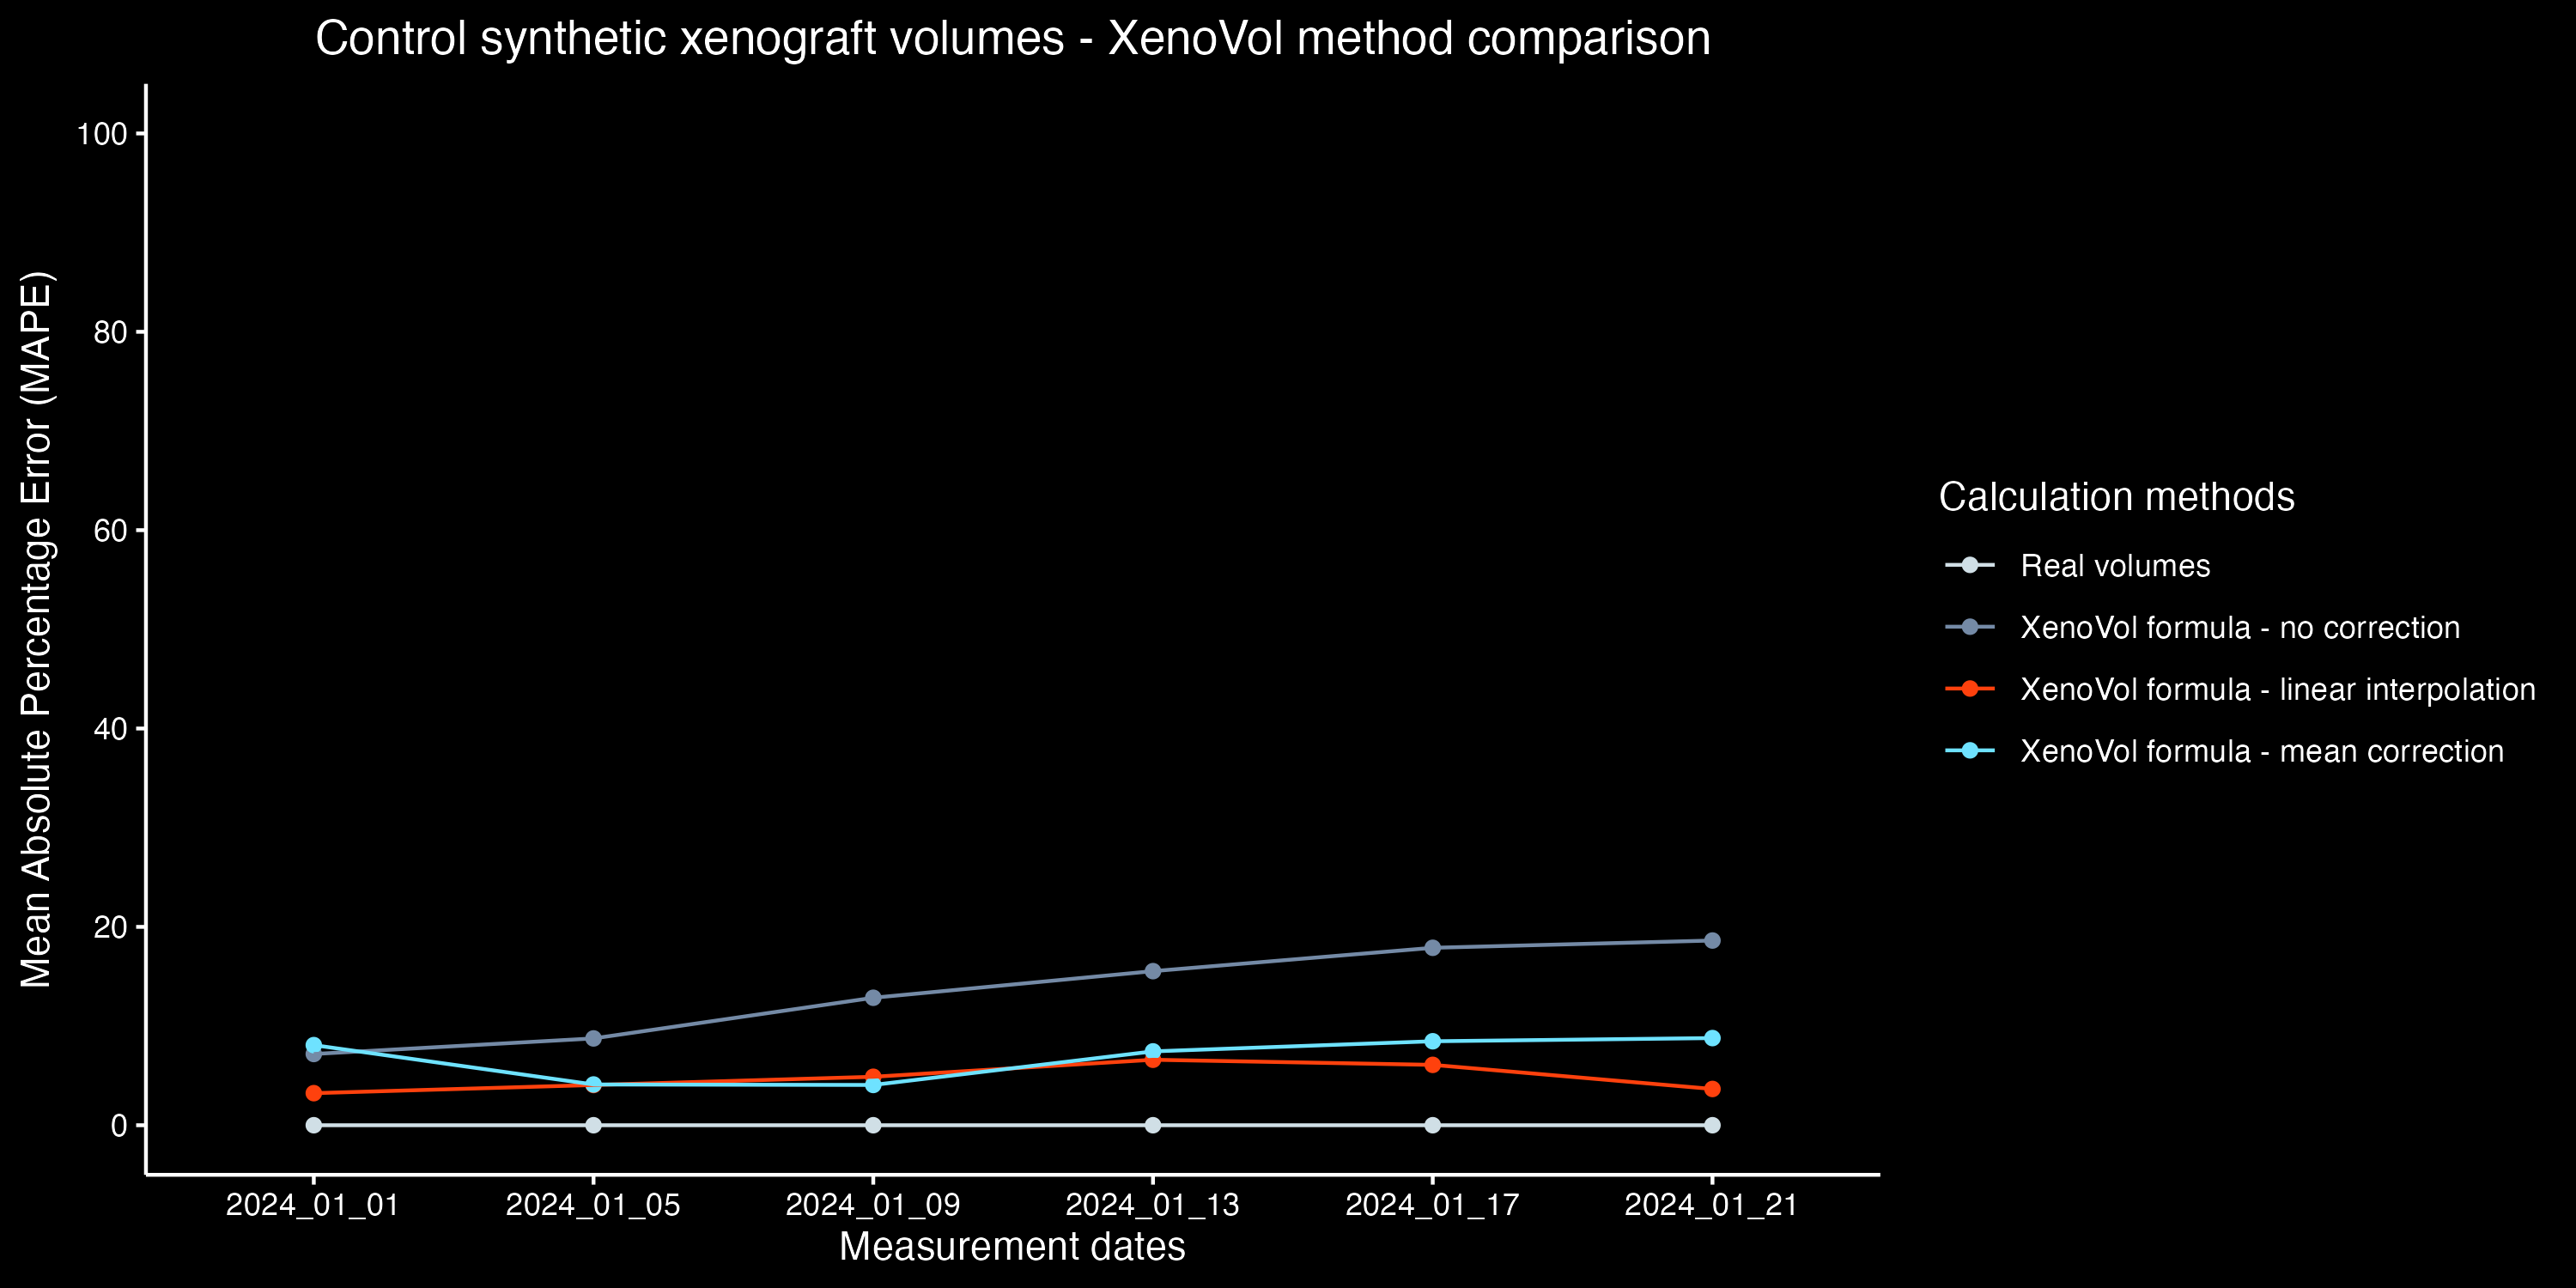 Control synthetic xenograft volumes - XenoVol method comparison
Mean Absolute Percentage Error (MAPE)
100
80
60
40
20
0
2024_01_01
2024_01_05
2024_01_09
2024_01_13
2024_01_17
2024_01_21
Measurement dates
Calculation methods
Real volumes
XenoVol formula - no correction
XenoVol formula - linear interpolation
XenoVol formula - mean correction